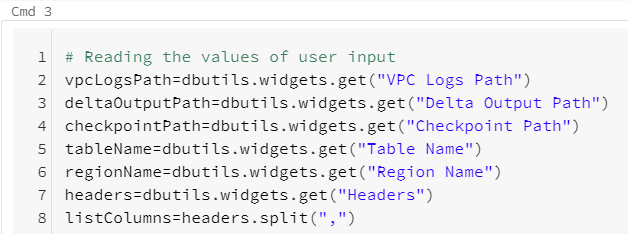 Cmd 3
1 # Reading the values of user input
2 vpcLogsPath=dbutils.widgets.get("VPC Logs Path")
3 deltaOutputPath=dbutils.widgets.get("Delta Output Path")
4 checkpointPath=dbutils.widgets.get("Checkpoint Path")
5 tableName=dbutils.widgets.get("Table Name")
6 regionName=dbutils.widgets.get("Region Name")
7 headers=dbutils.widgets.get("Headers")
8 listColumns=headers.split(",")